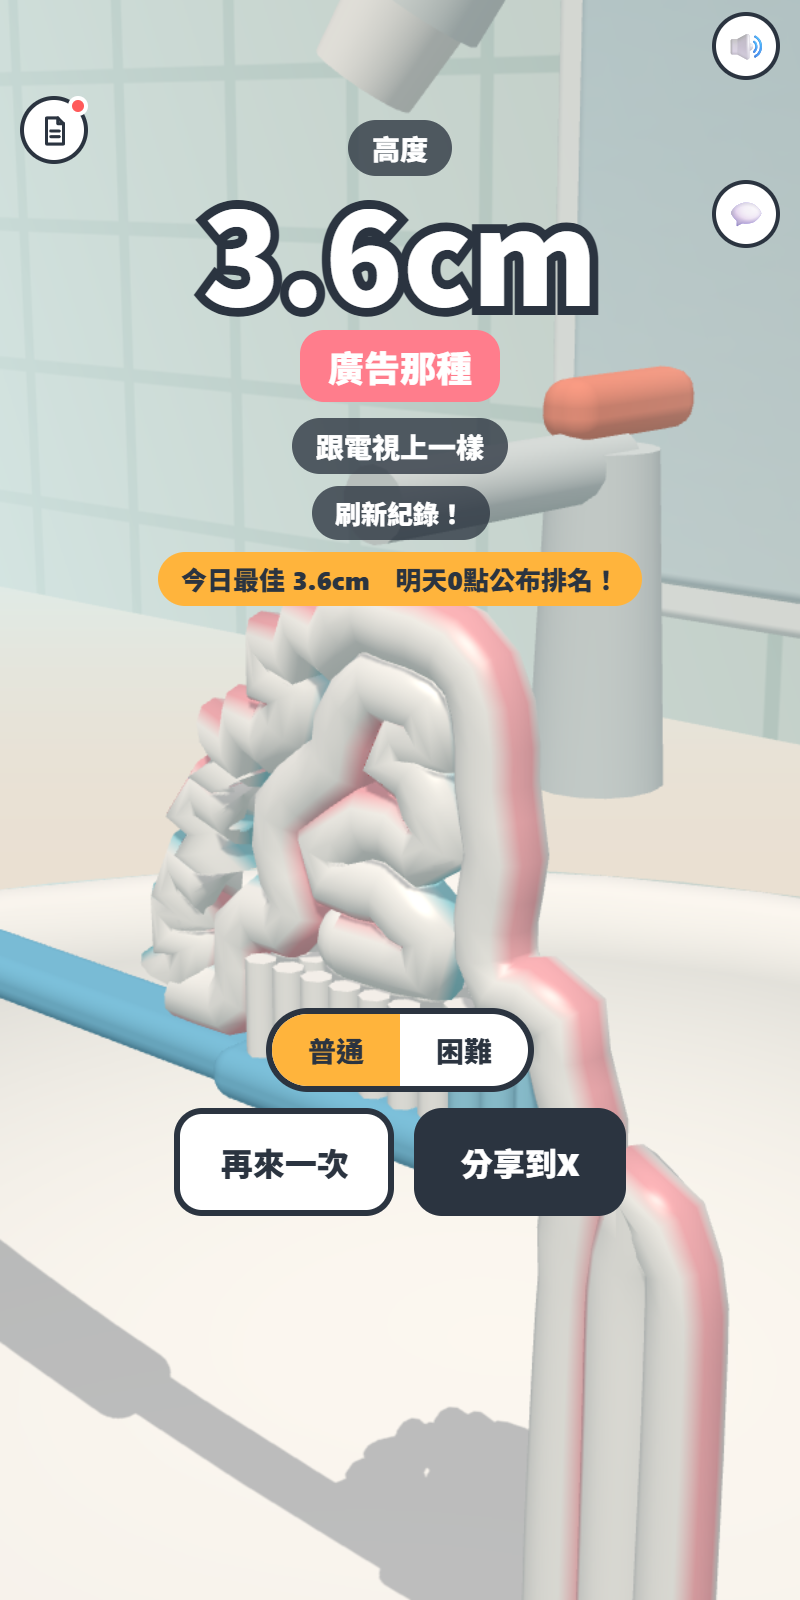 高度
3.6cm
廣告那種
跟電視上一樣
刷新紀錄！
今日最佳 3.6cm　明天0點公布排名！
普通
困難
再來一次
分享到X